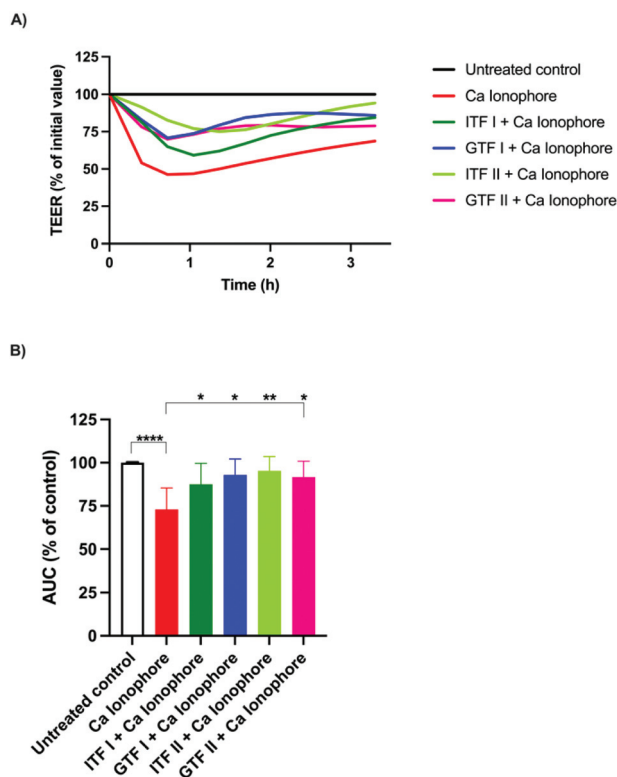 A)
125
100
75
50
25
0
TEER (% of initial value)
0
1
2
3
Time (h)
Untreated control
Ca Ionophore
ITF I + Ca Ionophore
GTF I + Ca Ionophore
ITF II + Ca Ionophore
GTF II + Ca Ionophore
B)
* * ** *
****
125
100
75
50
25
0
AUC (% of control)
Untreated control
Ca Ionophore
ITF I + Ca Ionophore
GTF I + Ca Ionophore
ITF II + Ca Ionophore
GTF II + Ca Ionophore